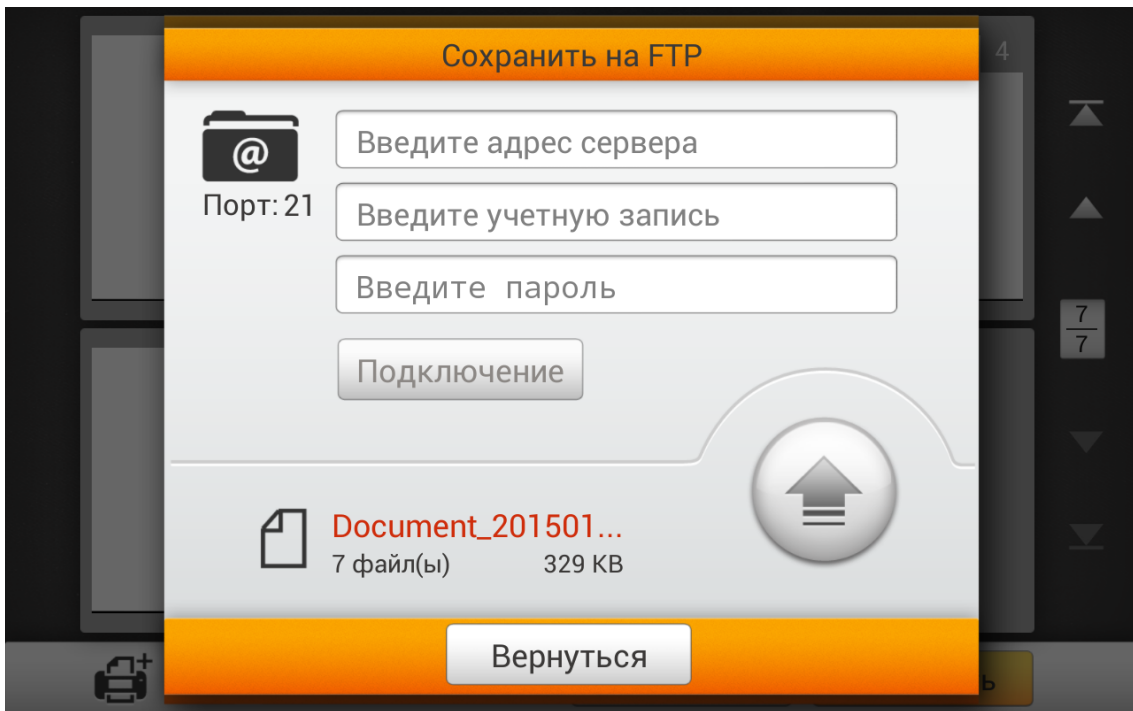 Сохранить на FTP
4
Введите адрес сервера
@
Порт: 21
Введите учетную запись
Введите пароль
7
7
Подключение
Document_201501...
7 файл(ы) 329 KB
Вернуться
ь